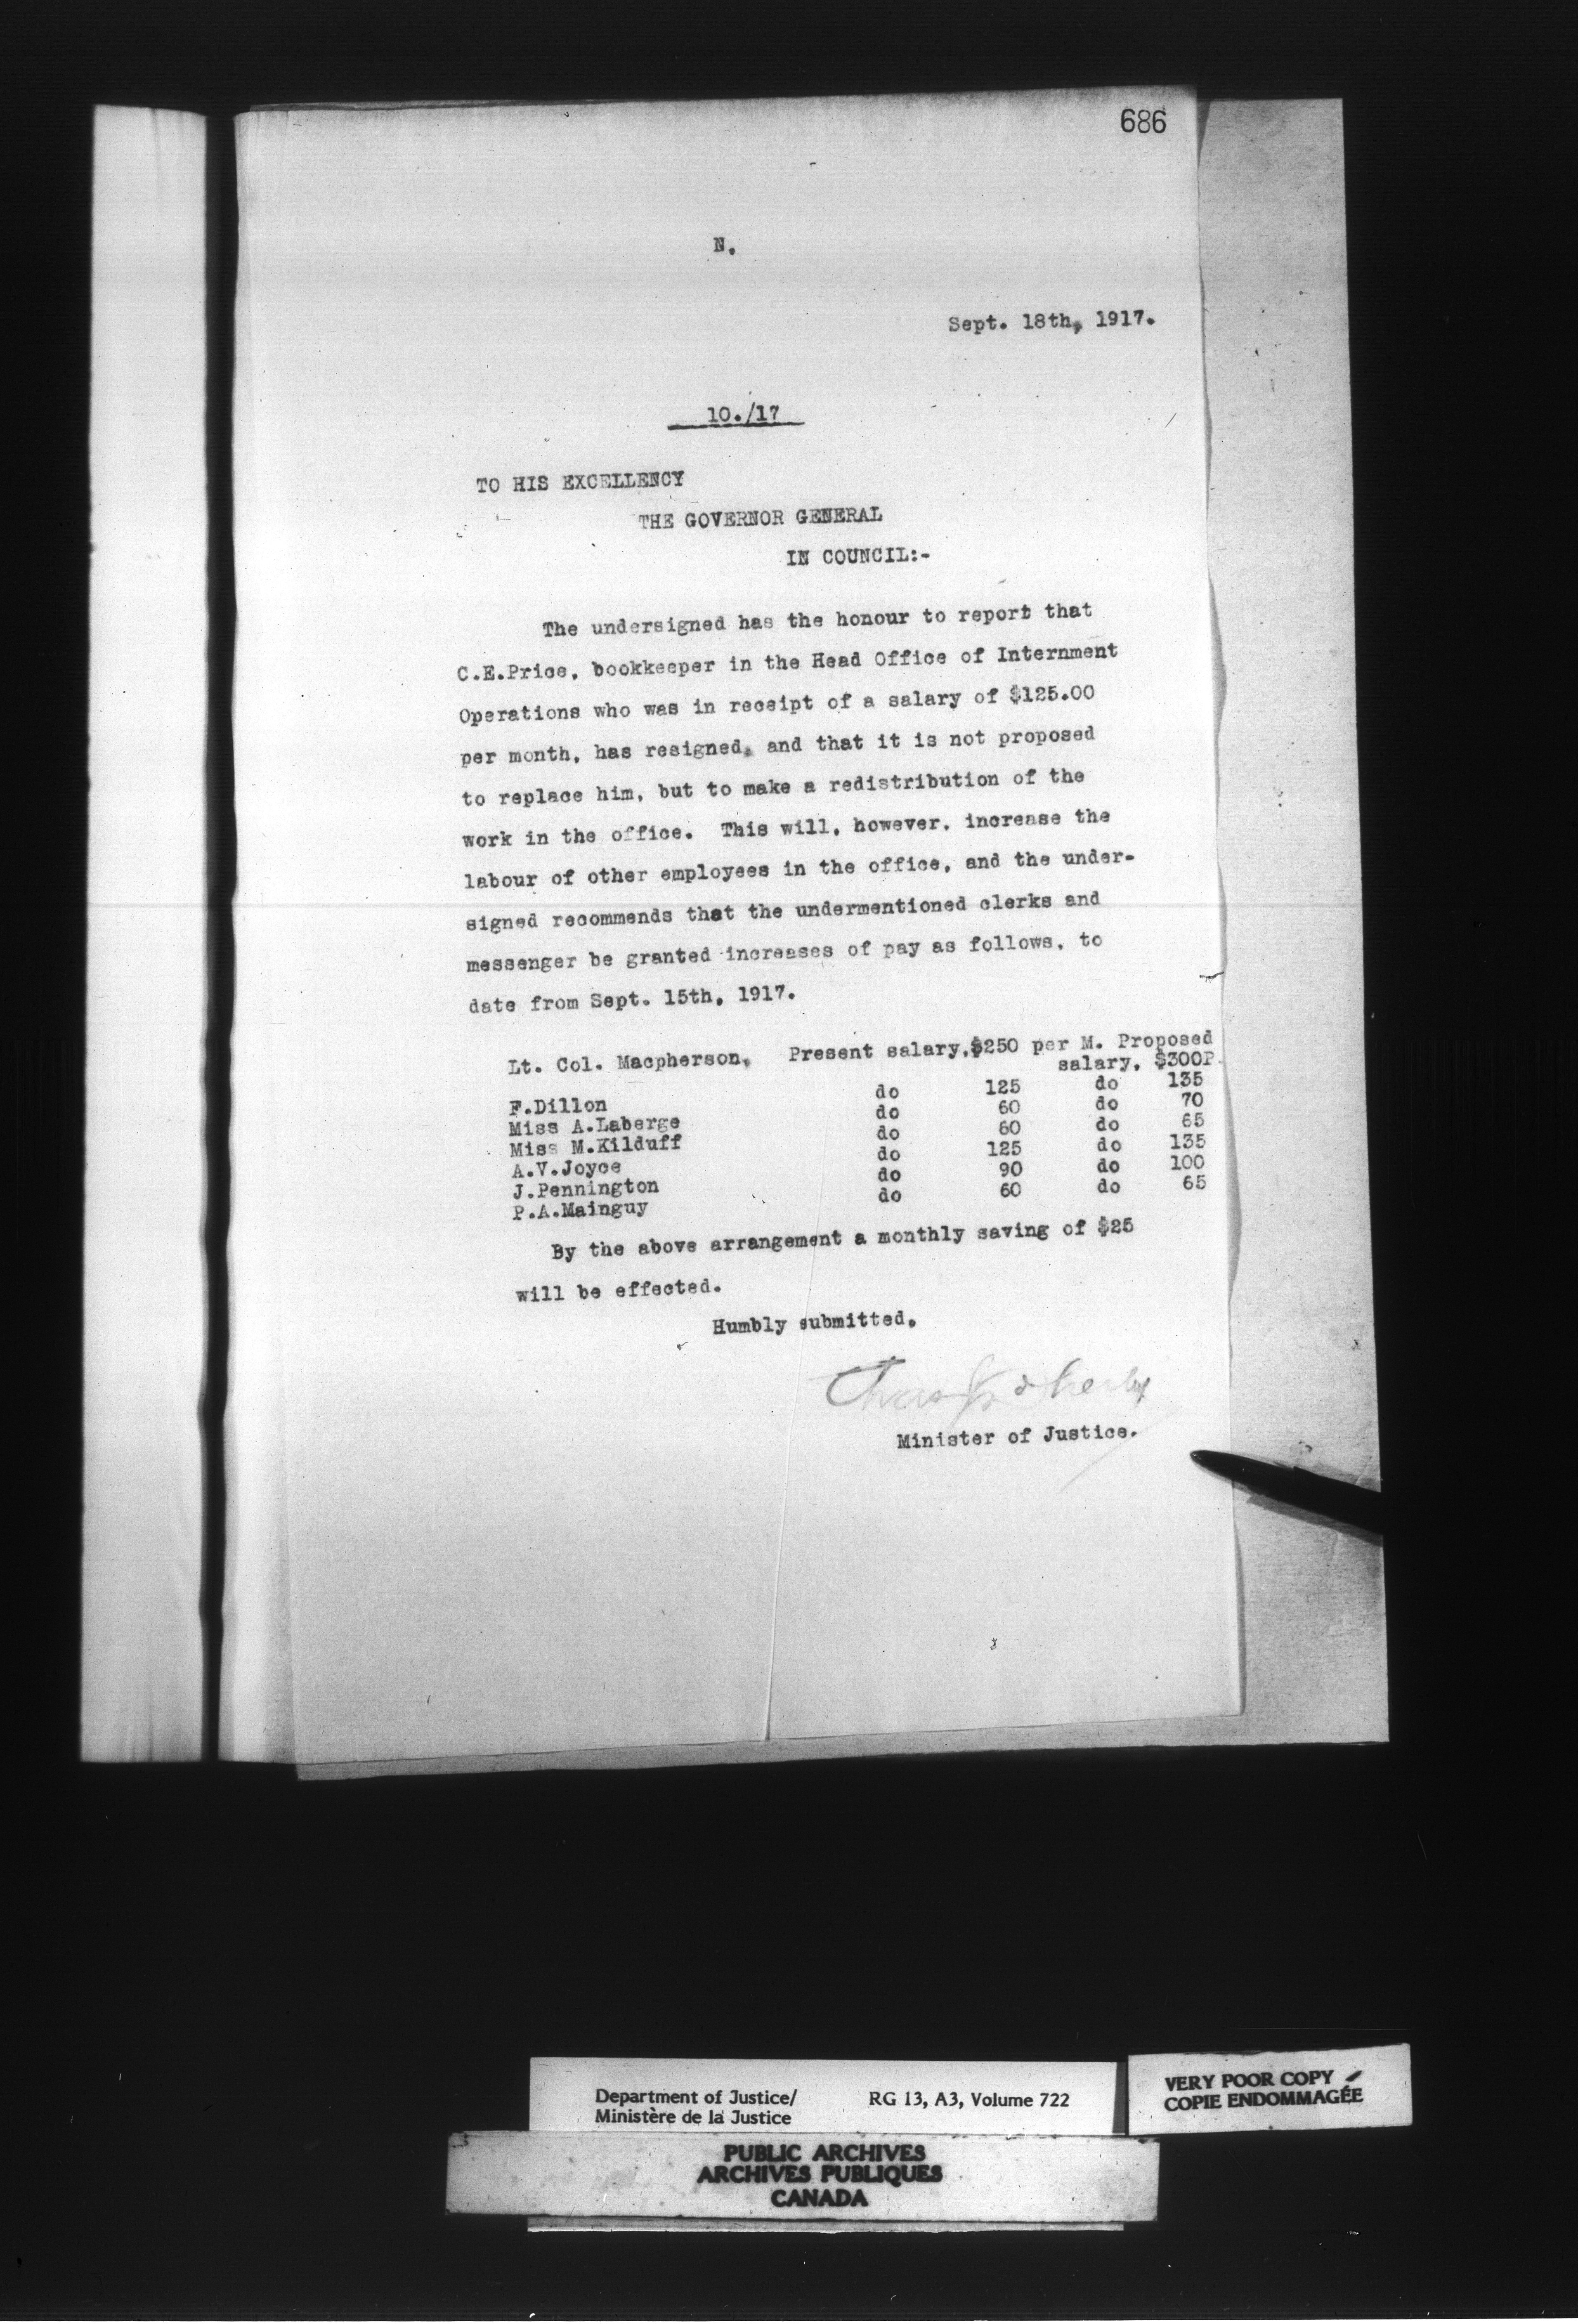 686
N.
Sept. 18th, 1917.
10./17
TO HIS EXCELLENCY
THE GOVERNOR GENERAL
IN COUNCIL:-
The undersigned has the honour to report that
C.E.Price, bookkeeper in the Head Office of Internment
Operations who was in receipt of a salary of $125.00
per month, has resigned, and that it is not proposed
to replace him, but to make a redistribution of the
work in the office. This will, however, increase the
labour of other employees in the office, and the under-
signed recommends that the undermentioned clerks and
messenger be granted increases of pay as follows, to
date from Sept. 15th, 1917.
Lt. Col. Macpherson, Present salary,$250 per M. Proposed
salary, $300P.
F.Dillon do 125 do 135
Miss A.Laberge do 60 do 70
Miss M.Kilduff do 60 do 65
A.V.Joyce do 125 do 135
J.Pennington do 90 do 100
P.A.Mainguy do 60 do 65
By the above arrangement a monthly saving of $25
will be effected.
Humbly submitted,
Chas J Doherty
Minister of Justice.
Department of Justice/ RG 13, A3, Volume 722
Ministère de la Justice
VERY POOR COPY
COPIE ENDOMMAGÉE
PUBLIC ARCHIVES
ARCHIVES PUBLIQUES
CANADA